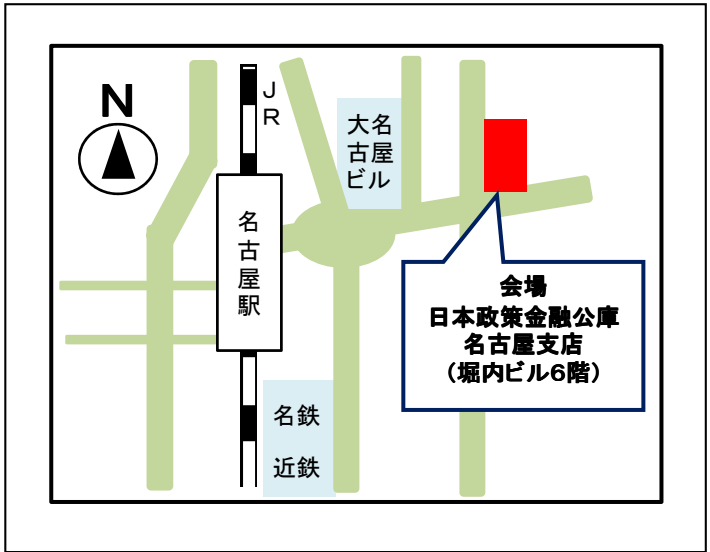 N
JR
大名古屋ビル
名古屋駅
会場
日本政策金融公庫
名古屋支店
（堀内ビル6階）
名鉄
近鉄